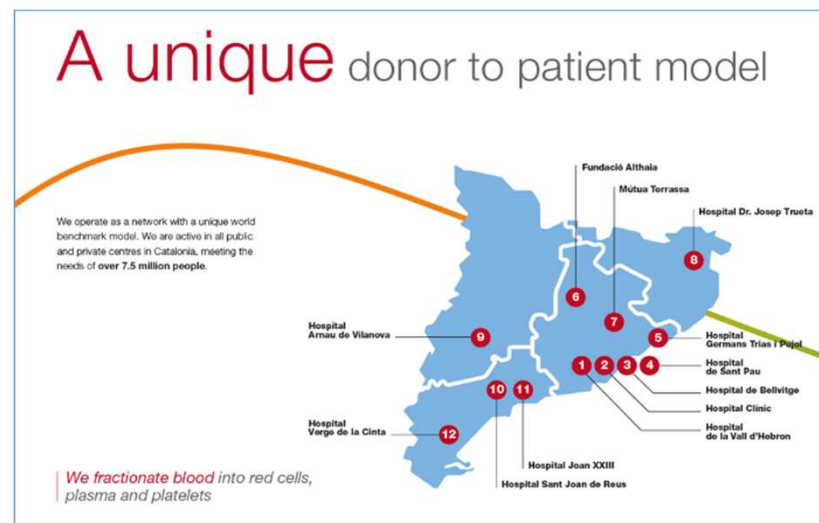 A unique donor to patient model
We operate as a network with a unique world
benchmark model. We are active in all public
and private centres in Catalonia, meeting the
needs of over 7.5 million people.
Fundació Althaia
Mútua Terrassa
Hospital Dr. Josep Trueta
8
6
7
Hospital
Arnau de Vilanova
9
5
Hospital
Germans Trias i Pujol
1 2 3 4
Hospital
de Sant Pau
10 11
Hospital de Bellvitge
Hospital Clínic
Hospital
de la Vall d'Hebron
Hospital
Verge de la Cinta
12
Hospital Joan XXIII
Hospital Sant Joan de Reus
We fractionate blood into red cells,
plasma and platelets